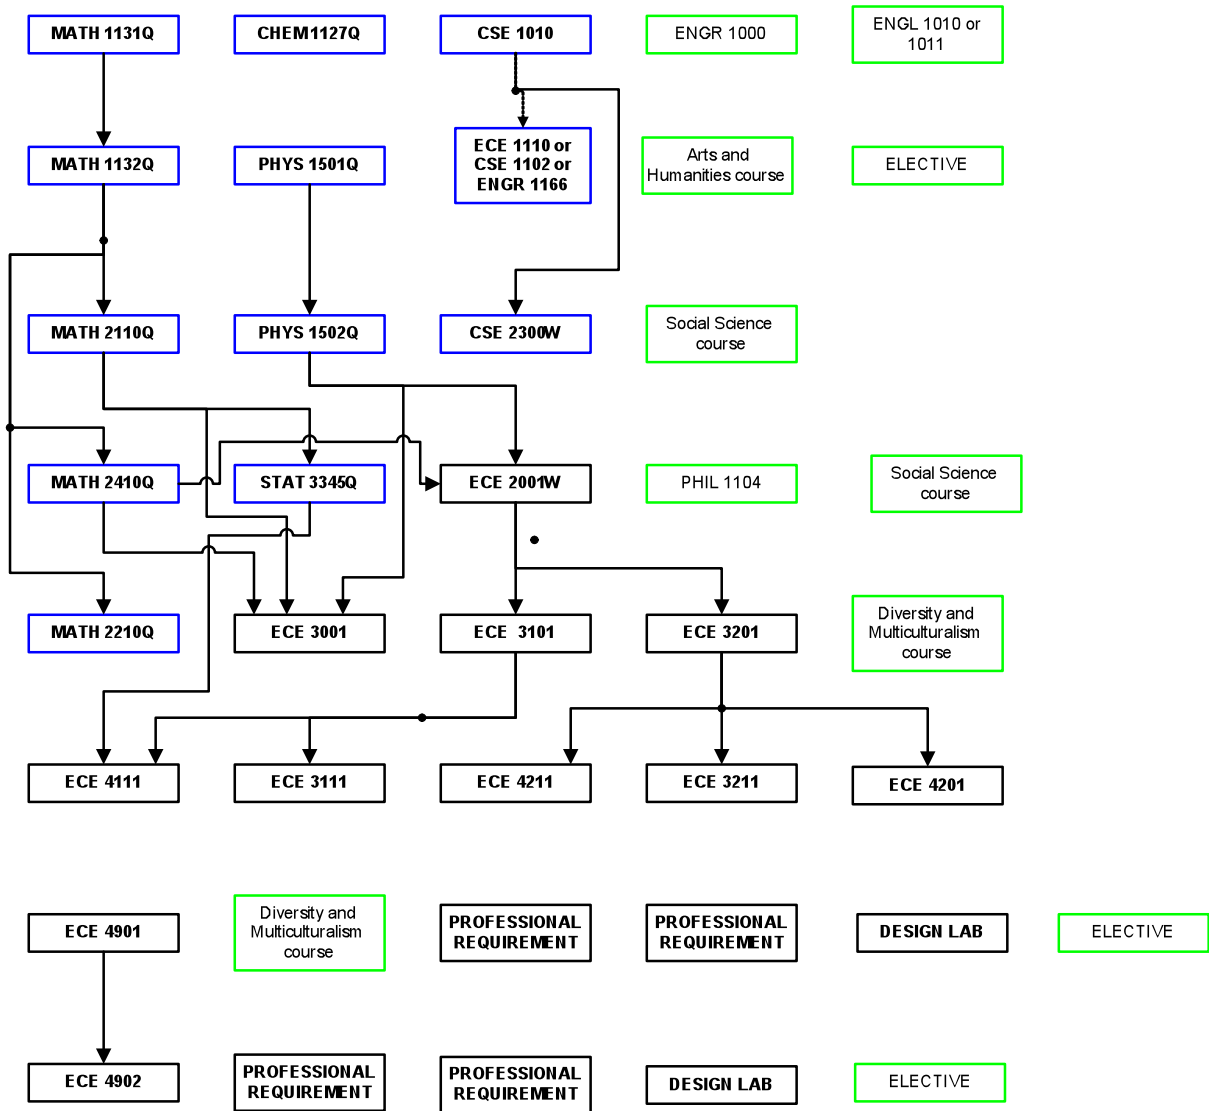 MATH 1131Q
CHEM1127Q
CSE 1010
ENGR 1000
ENGL 1010 or
1011
MATH 1132Q
PHYS 1501Q
ECE 1110 or
CSE 1102 or
ENGR 1166
Arts and
Humanities course
ELECTIVE
MATH 2110Q
PHYS 1502Q
CSE 2300W
Social Science
course
MATH 2410Q
STAT 3345Q
ECE 2001W
PHIL 1104
Social Science
course
MATH 2210Q
ECE 3001
ECE 3101
ECE 3201
Diversity and
Multiculturalism
course
ECE 4111
ECE 3111
ECE 4211
ECE 3211
ECE 4201
ECE 4901
Diversity and
Multiculturalism
course
PROFESSIONAL
REQUIREMENT
PROFESSIONAL
REQUIREMENT
DESIGN LAB
ELECTIVE
ECE 4902
PROFESSIONAL
REQUIREMENT
PROFESSIONAL
REQUIREMENT
DESIGN LAB
ELECTIVE